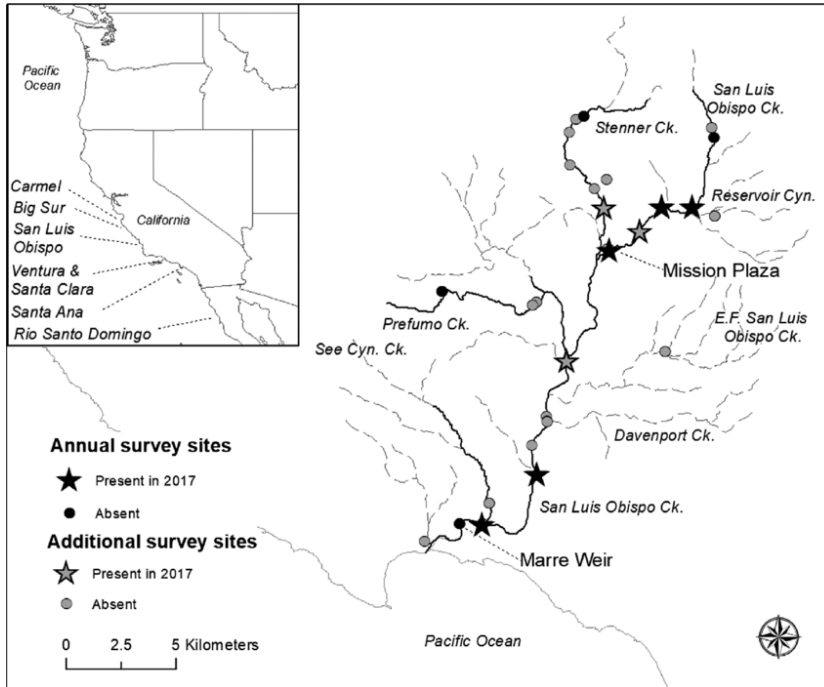 Pacific
Ocean
Carmel
Big Sur
San Luis
Obispo
Ventura &
Santa Clara
Santa Ana
Rio Santo Domingo
California
San Luis
Obispo Ck.
Stenner Ck.
Reservoir Cyn.
Mission Plaza
Prefumo Ck.
E.F. San Luis
Obispo Ck.
See Cyn. Ck.
Davenport Ck.
San Luis Obispo Ck.
Marre Weir
Pacific Ocean
Annual survey sites
Present in 2017
Absent
Additional survey sites
Present in 2017
Absent
0 2.5 5 Kilometers